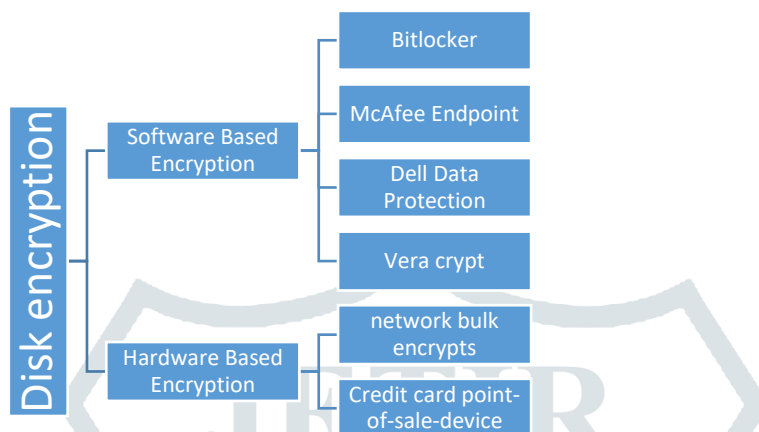 Disk encryption
Software Based
Encryption
Bitlocker
McAfee Endpoint
Dell Data
Protection
Vera crypt
Hardware Based
Encryption
network bulk
encrypts
Credit card point-
of-sale-device